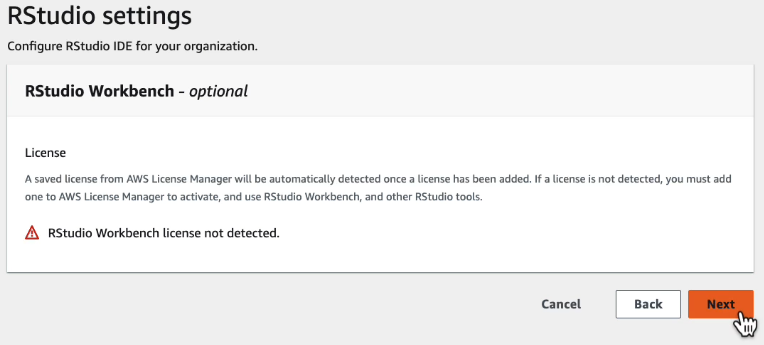 RStudio settings
Configure RStudio IDE for your organization.
RStudio Workbench - optional
License
A saved license from AWS License Manager will be automatically detected once a license has been added. If a license is not detected, you must add
one to AWS License Manager to activate, and use RStudio Workbench, and other RStudio tools.
RStudio Workbench license not detected.
Cancel Back Next